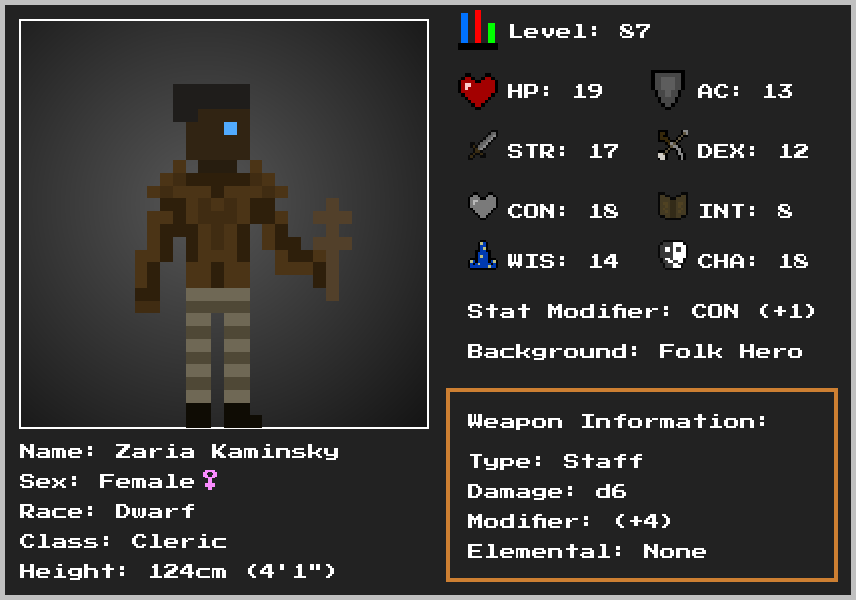 Level: 87
HP: 19
AC: 13
STR: 17
DEX: 12
CON: 18
INT: 8
WIS: 14
CHA: 18
Stat Modifier: CON (+1)
Background: Folk Hero
Weapon Information:
Type: Staff
Damage: d6
Modifier: (+4)
Elemental: None
Name: Zaria Kaminsky
Sex: Female♀
Race: Dwarf
Class: Cleric
Height: 124cm (4'1")